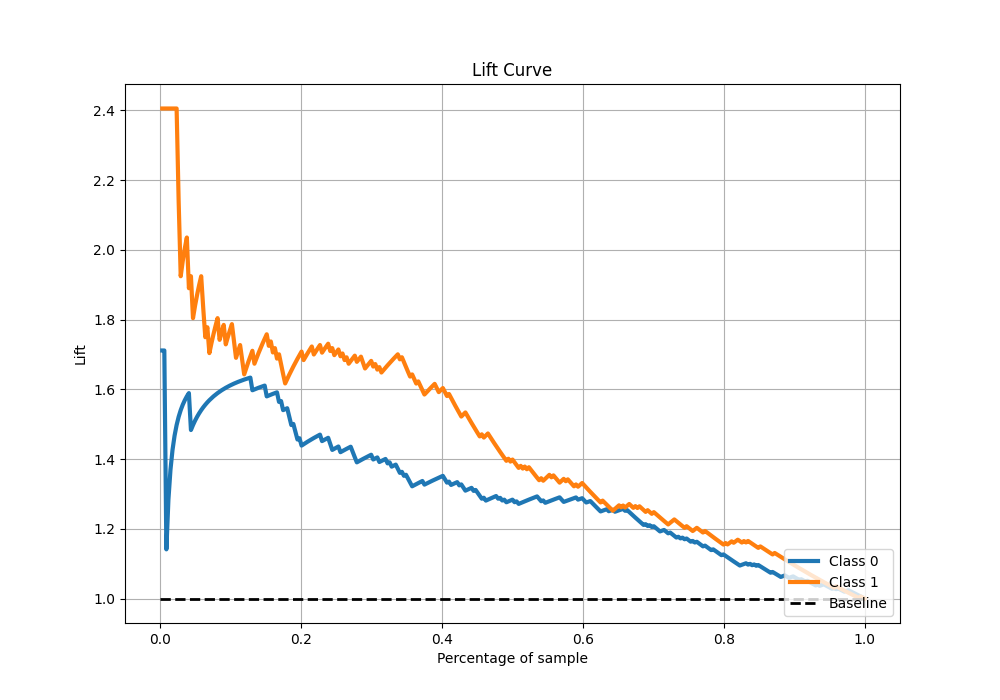 Lift Curve
Lift
2.4
2.2
2.0
1.8
1.6
1.4
1.2
1.0
0.0 0.2 0.4 0.6 0.8 1.0
Percentage of sample
Class 0
Class 1
Baseline